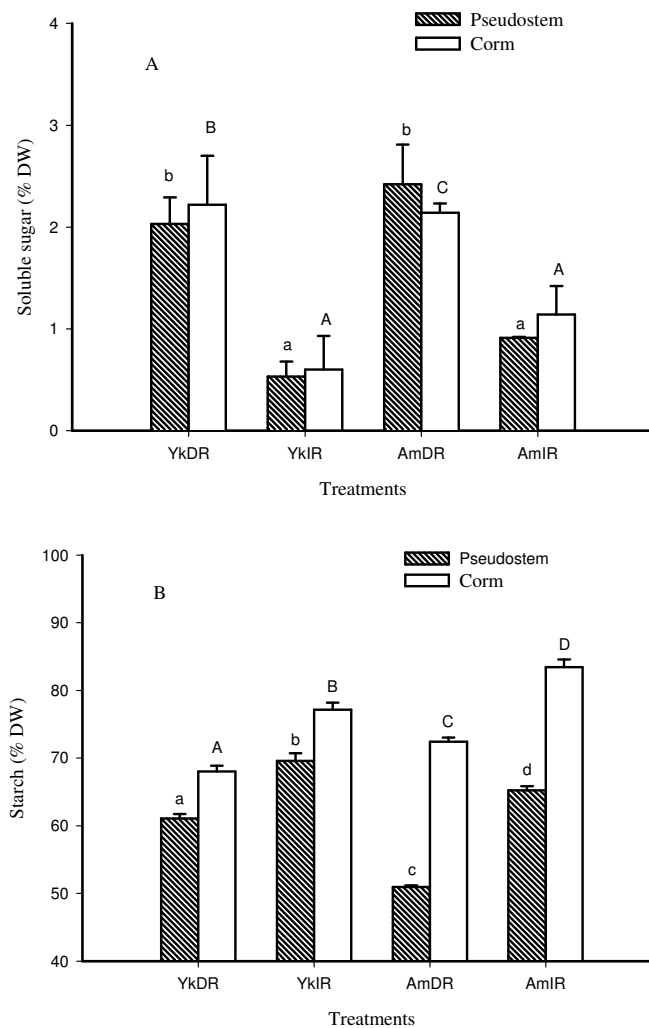 4
Pseudostem
Corm
A
3
B
b
b
C
Soluble sugar (% DW)
2
A
1
a
A
a
0
YkDR YkIR AmDR AmIR
Treatments
100
Pseudostem
Corm
B
90
D
80
B
C
b
A
Starch (% DW)
70
d
a
60
c
50
40
YkDR YkIR AmDR AmIR
Treatments